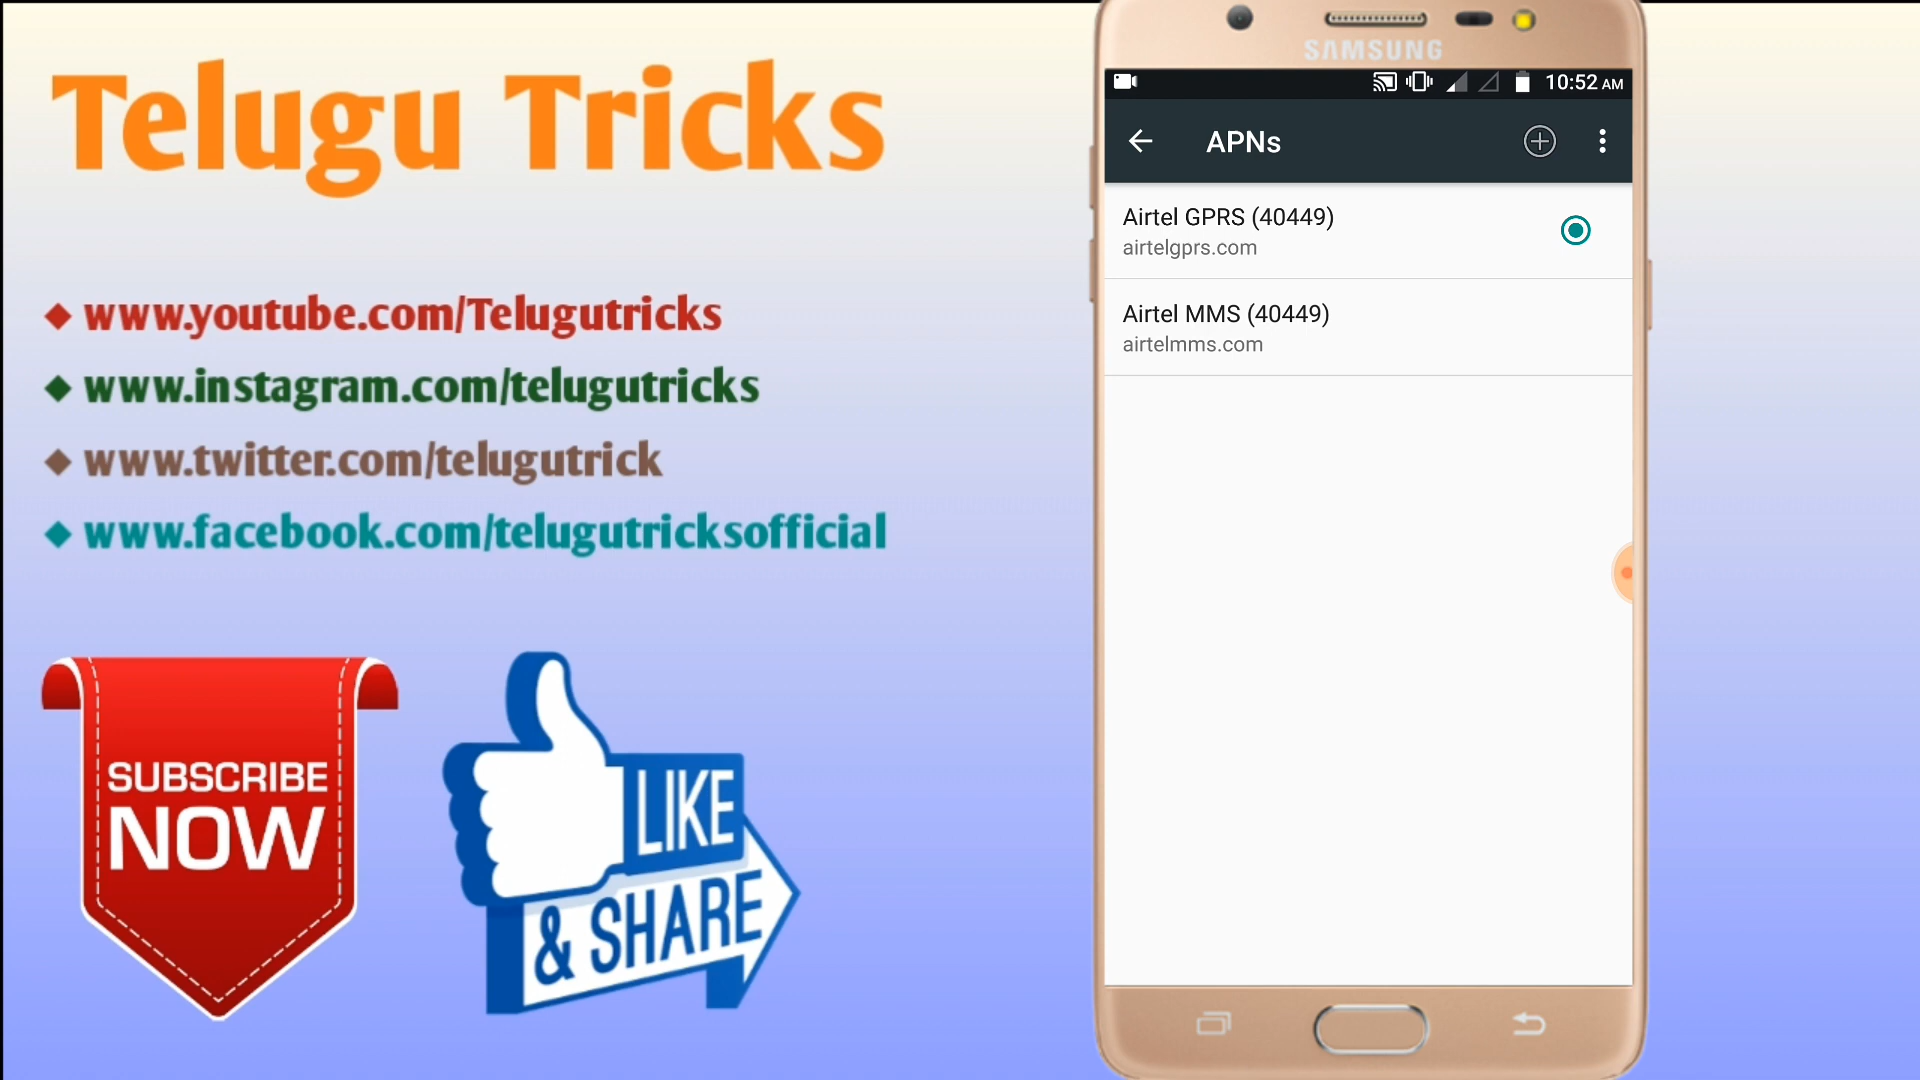 Telugu Tricks
www.youtube.com/Telugutricks
www.instagram.com/telugutricks
www.twitter.com/telugutrick
www.facebook.com/telugutricksofficial
SUBSCRIBE
NOW
LIKE
& SHARE
SAMSUNG
10:52 AM
APNs
Airtel GPRS (40449)
airtelgprs.com
Airtel MMS (40449)
airtelmms.com